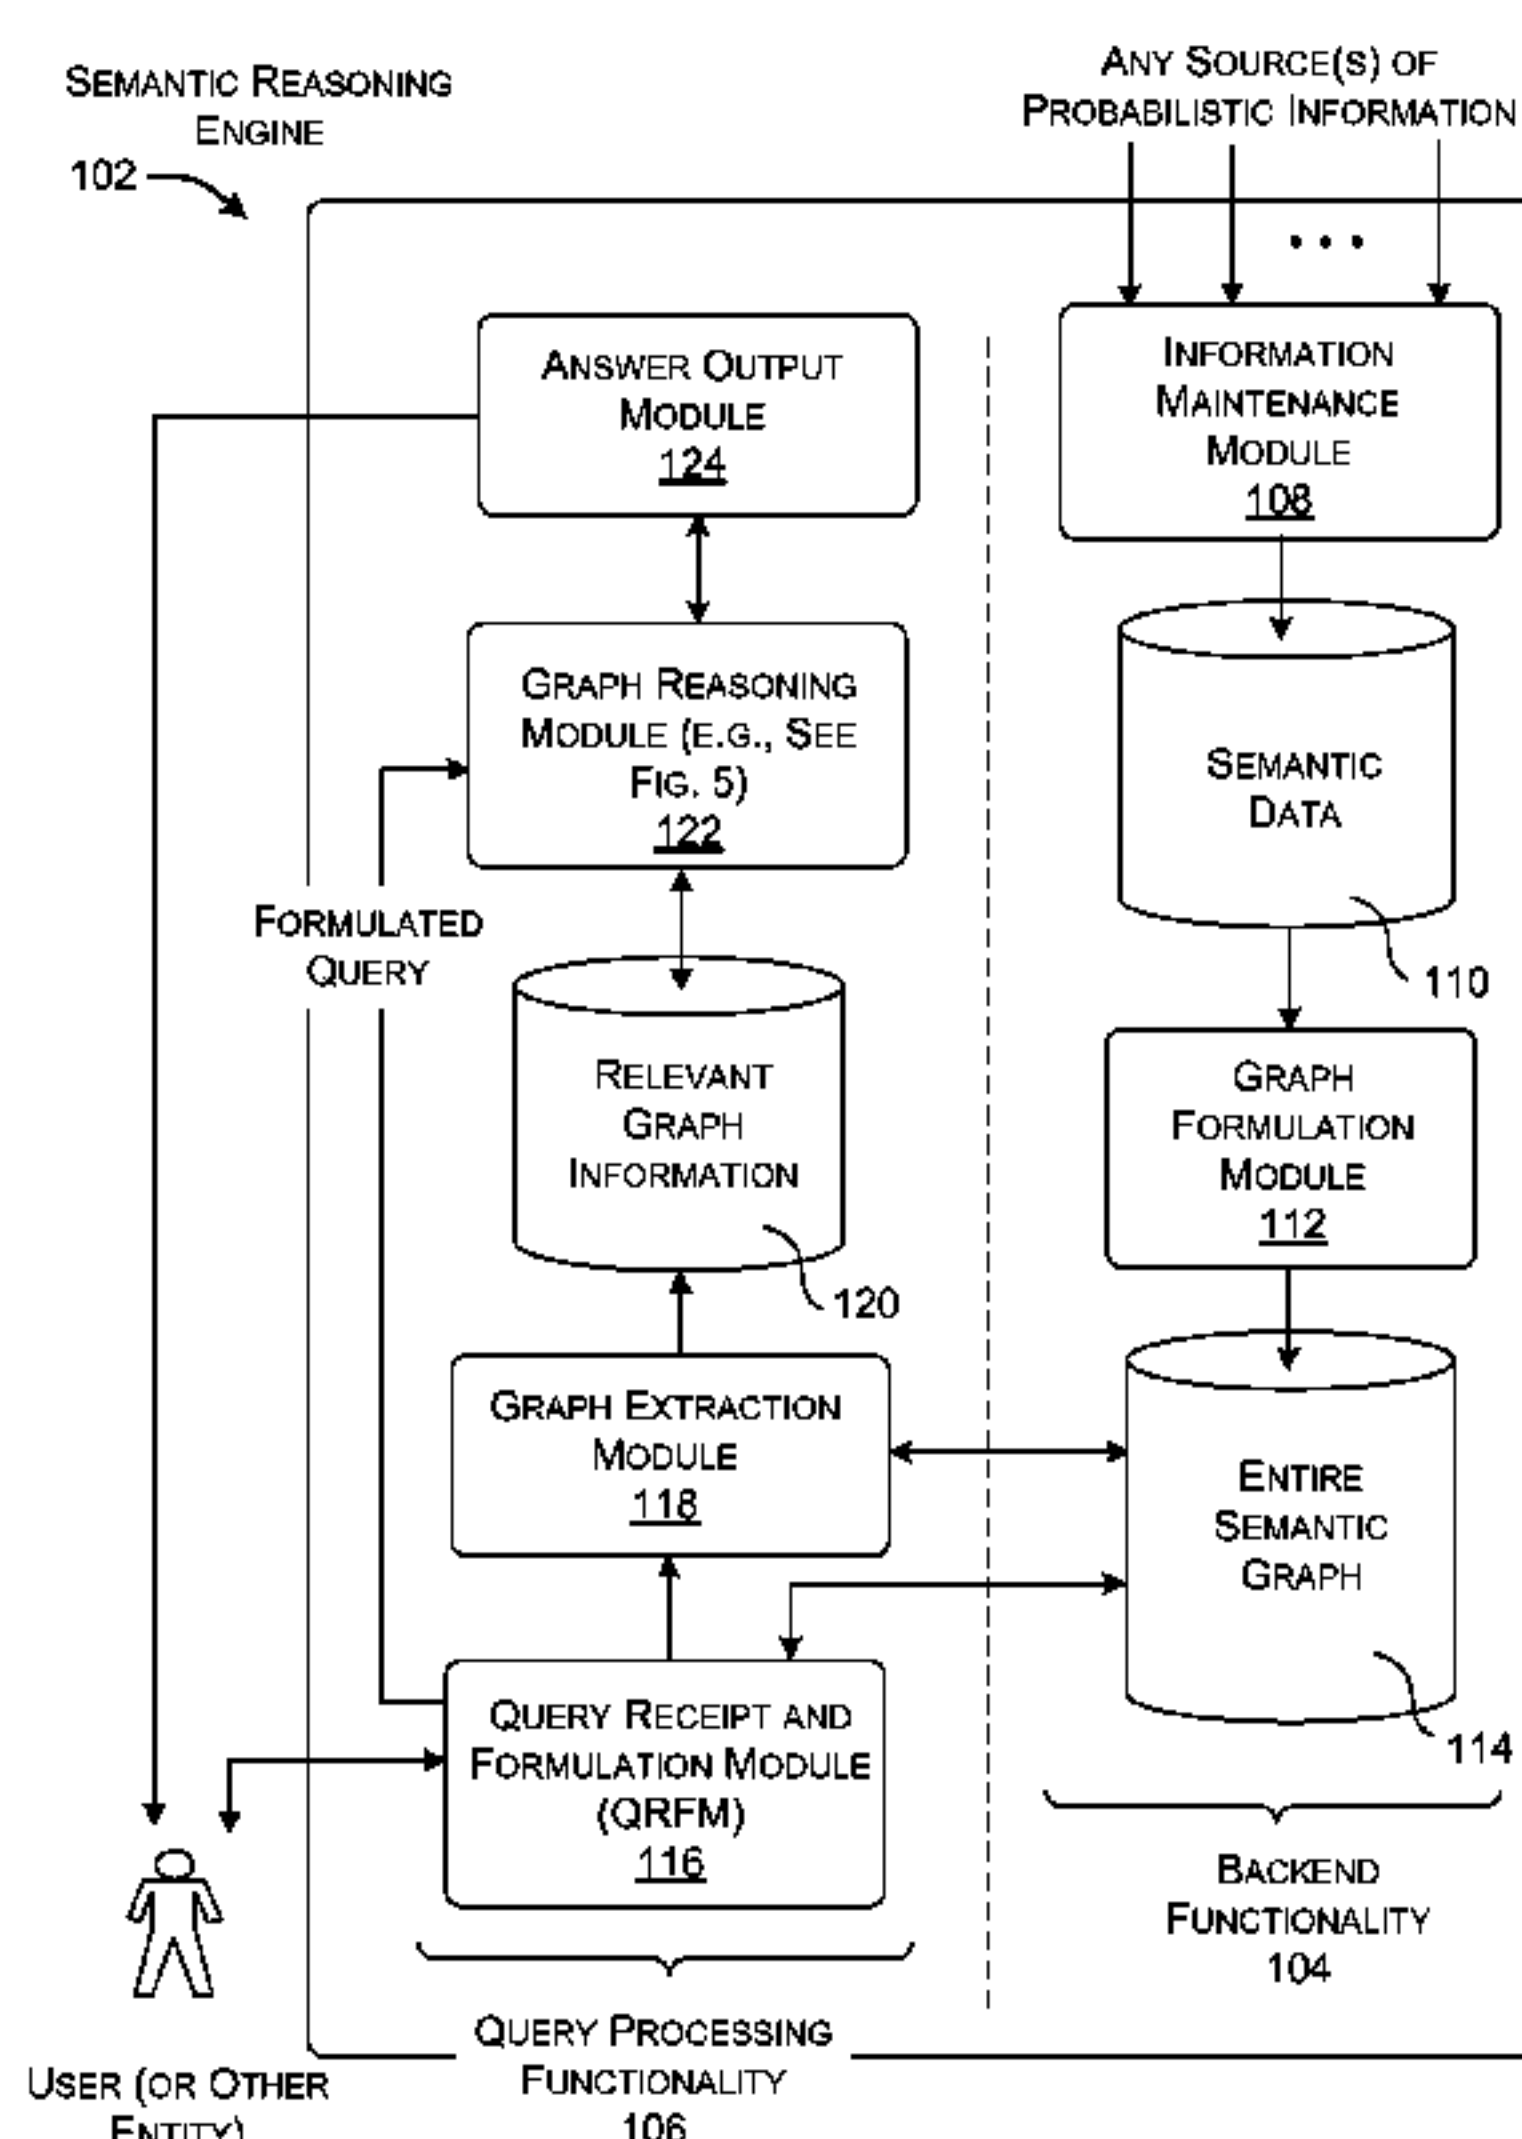 SEMANTIC REASONING
ENGINE
102
ANY SOURCE(S) OF
PROBABILISTIC INFORMATION
• • •
ANSWER OUTPUT
MODULE
124
INFORMATION
MAINTENANCE
MODULE
108
GRAPH REASONING
MODULE (E.G., SEE
FIG. 5)
122
SEMANTIC
DATA
110
FORMULATED
QUERY
RELEVANT
GRAPH
INFORMATION
120
GRAPH
FORMULATION
MODULE
112
GRAPH EXTRACTION
MODULE
118
ENTIRE
SEMANTIC
GRAPH
114
QUERY RECEIPT AND
FORMULATION MODULE
(QRFM)
116
BACKEND
FUNCTIONALITY
104
QUERY PROCESSING
FUNCTIONALITY
106
USER (OR OTHER
ENTITY)